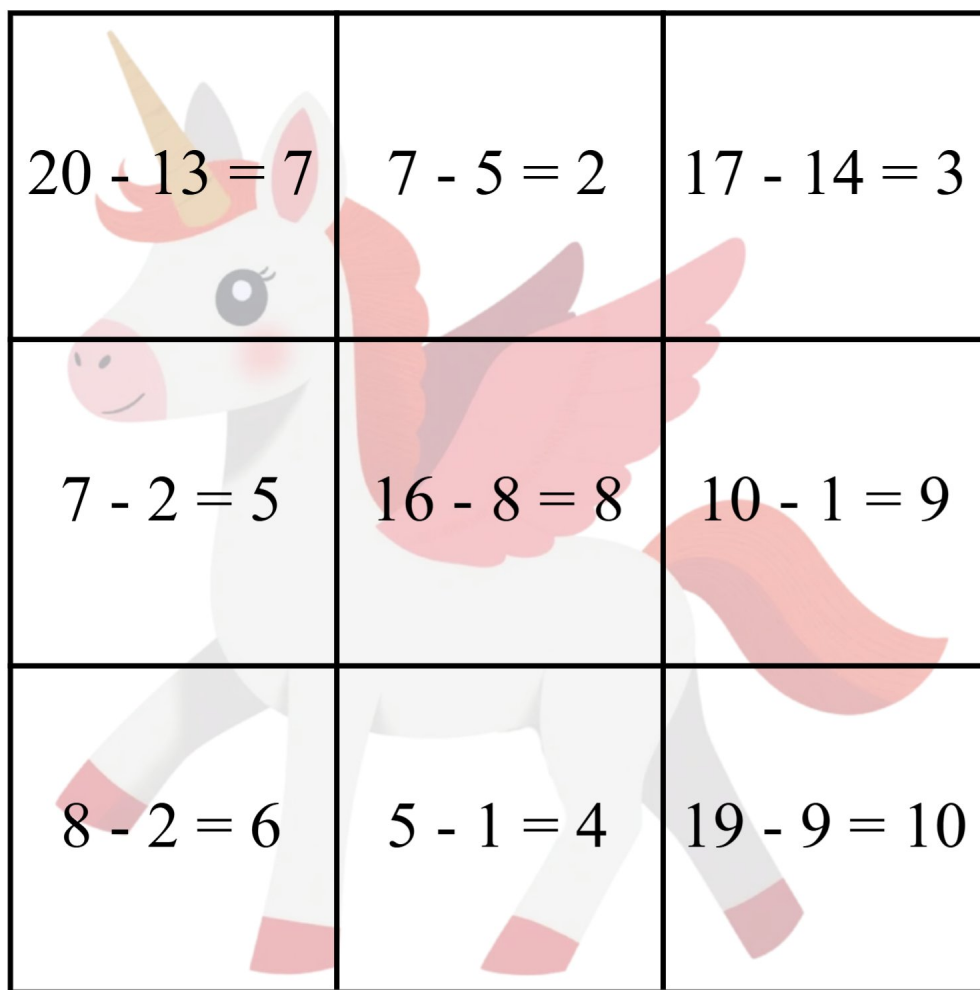 20 - 13 = 7
7 - 5 = 2
17 - 14 = 3
7 - 2 = 5
16 - 8 = 8
10 - 1 = 9
8 - 2 = 6
5 - 1 = 4
19 - 9 = 10